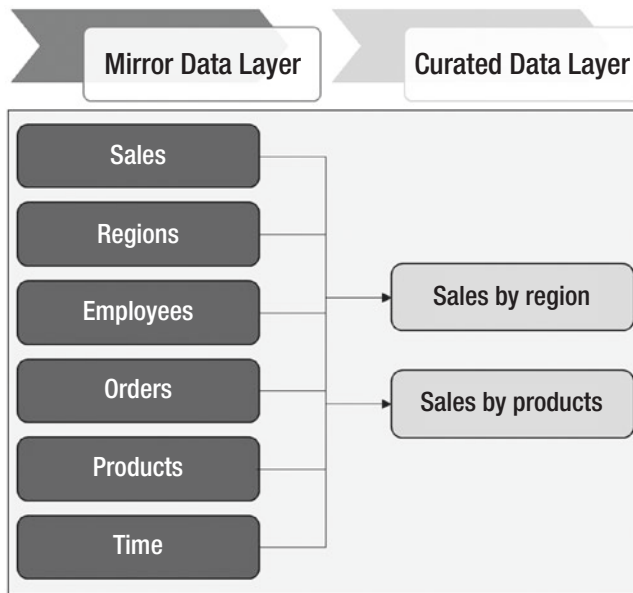 Mirror Data Layer
Curated Data Layer
Sales
Regions
Employees
Orders
Products
Time
Sales by region
Sales by products